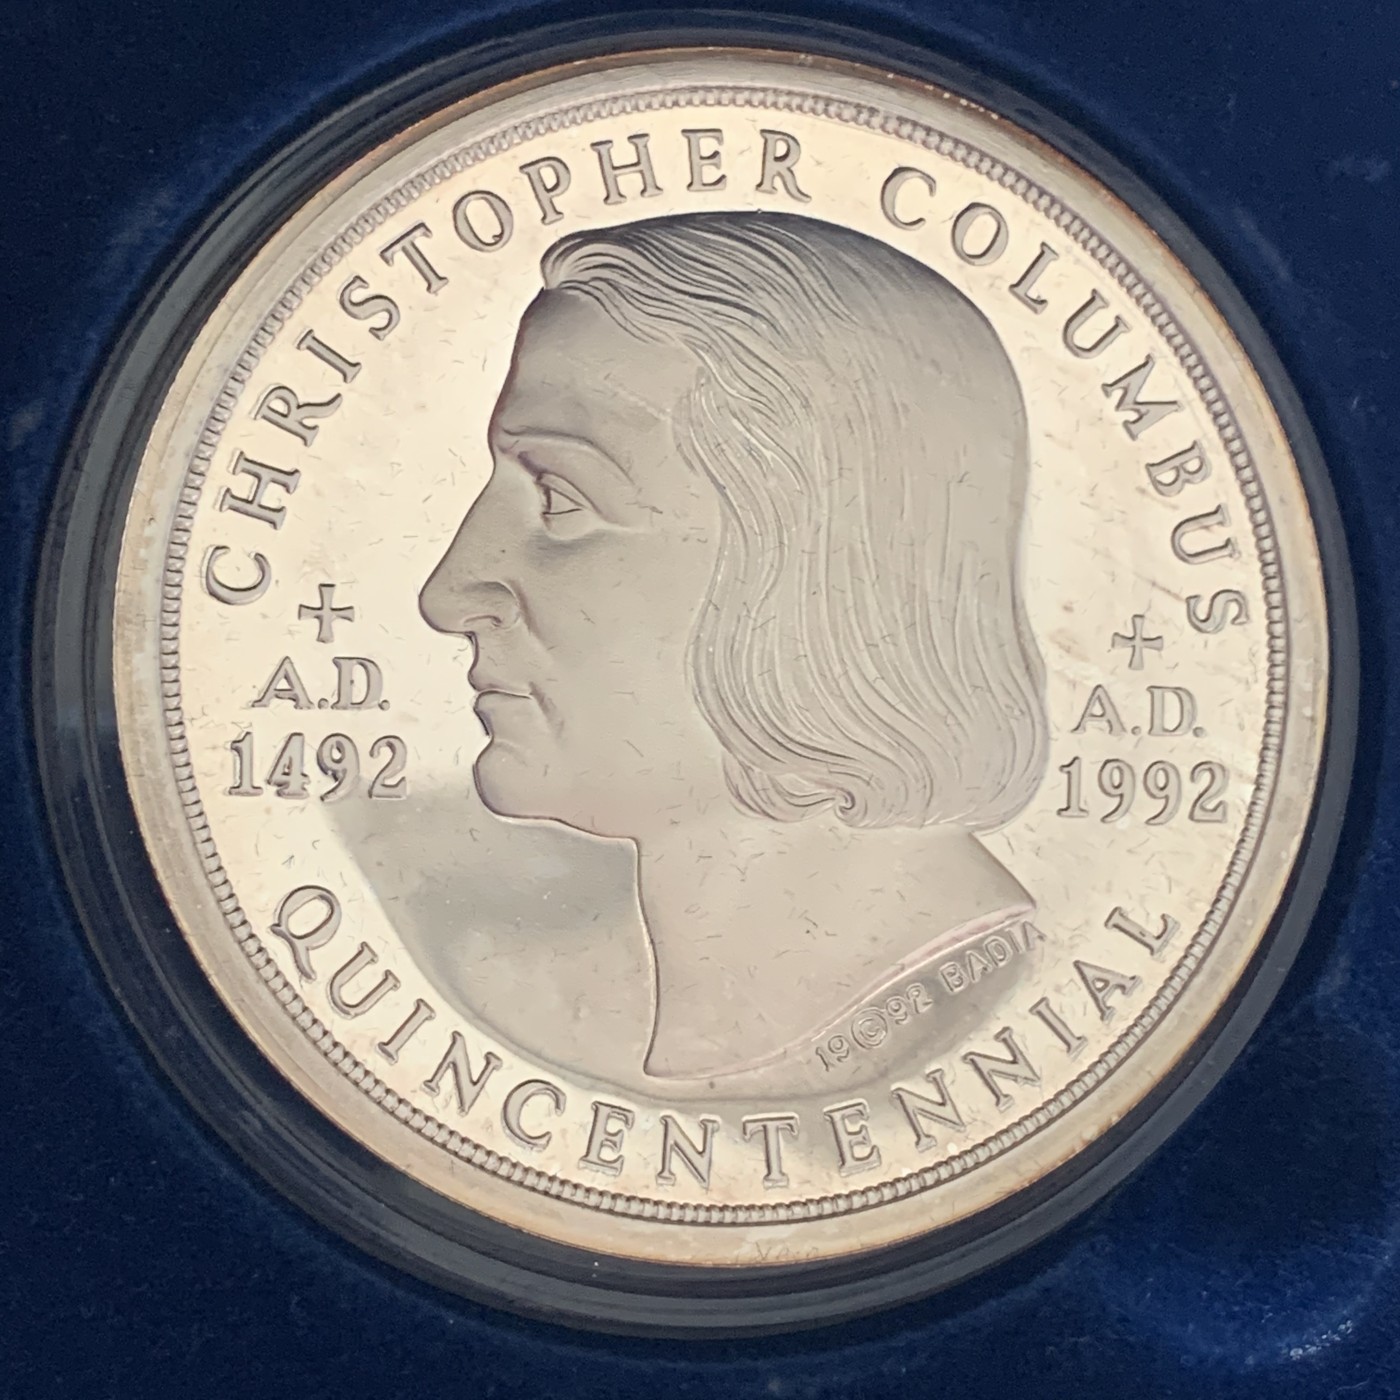 CHRISTOPHER COLUMBUS
A.D.
1492
A.D.
1992
19©92 BADIA
QUINCENTENNIAL